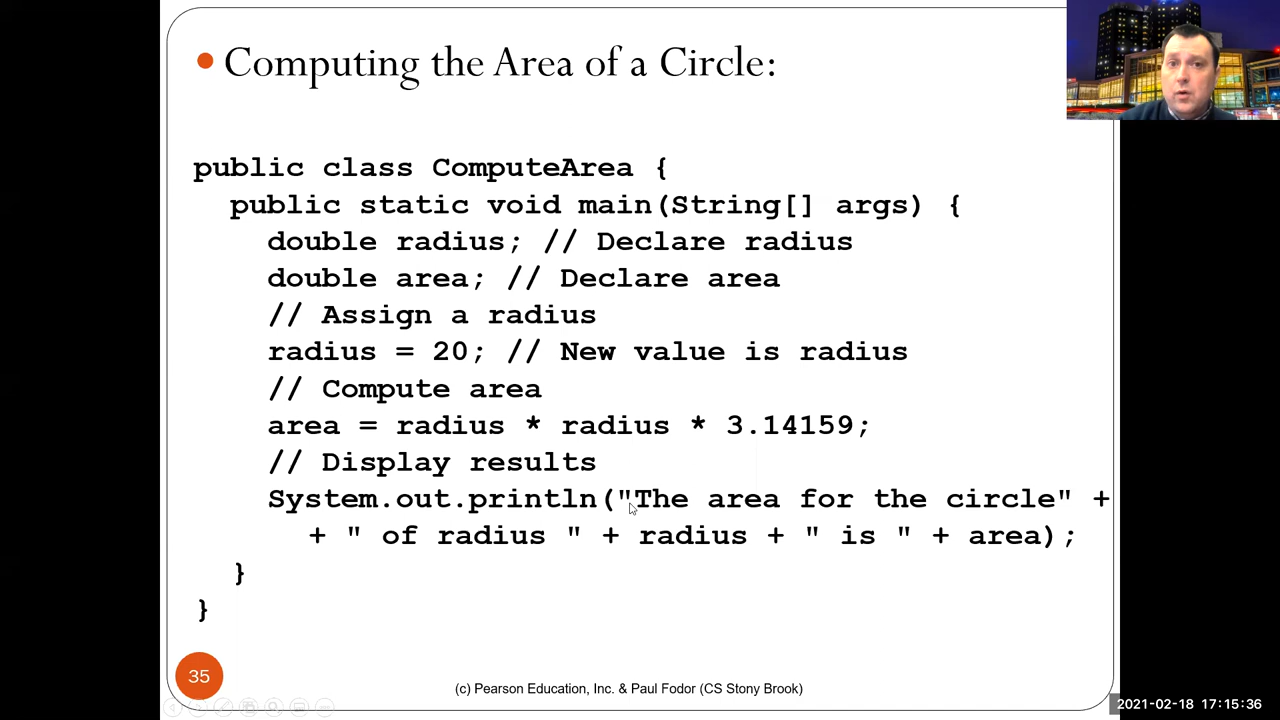 Computing the Area of a Circle:
public class ComputeArea {
public static void main(String[] args) {
double radius; // Declare radius
double area; // Declare area
// Assign a radius
radius = 20; // New value is radius
// Compute area
area = radius * radius * 3.14159;
// Display results
System.out.println("The area for the circle" +
+ " of radius " + radius + " is " + area);
}
}
35
(c) Pearson Education, Inc. & Paul Fodor (CS Stony Brook)
2021-02-18 17:15:36